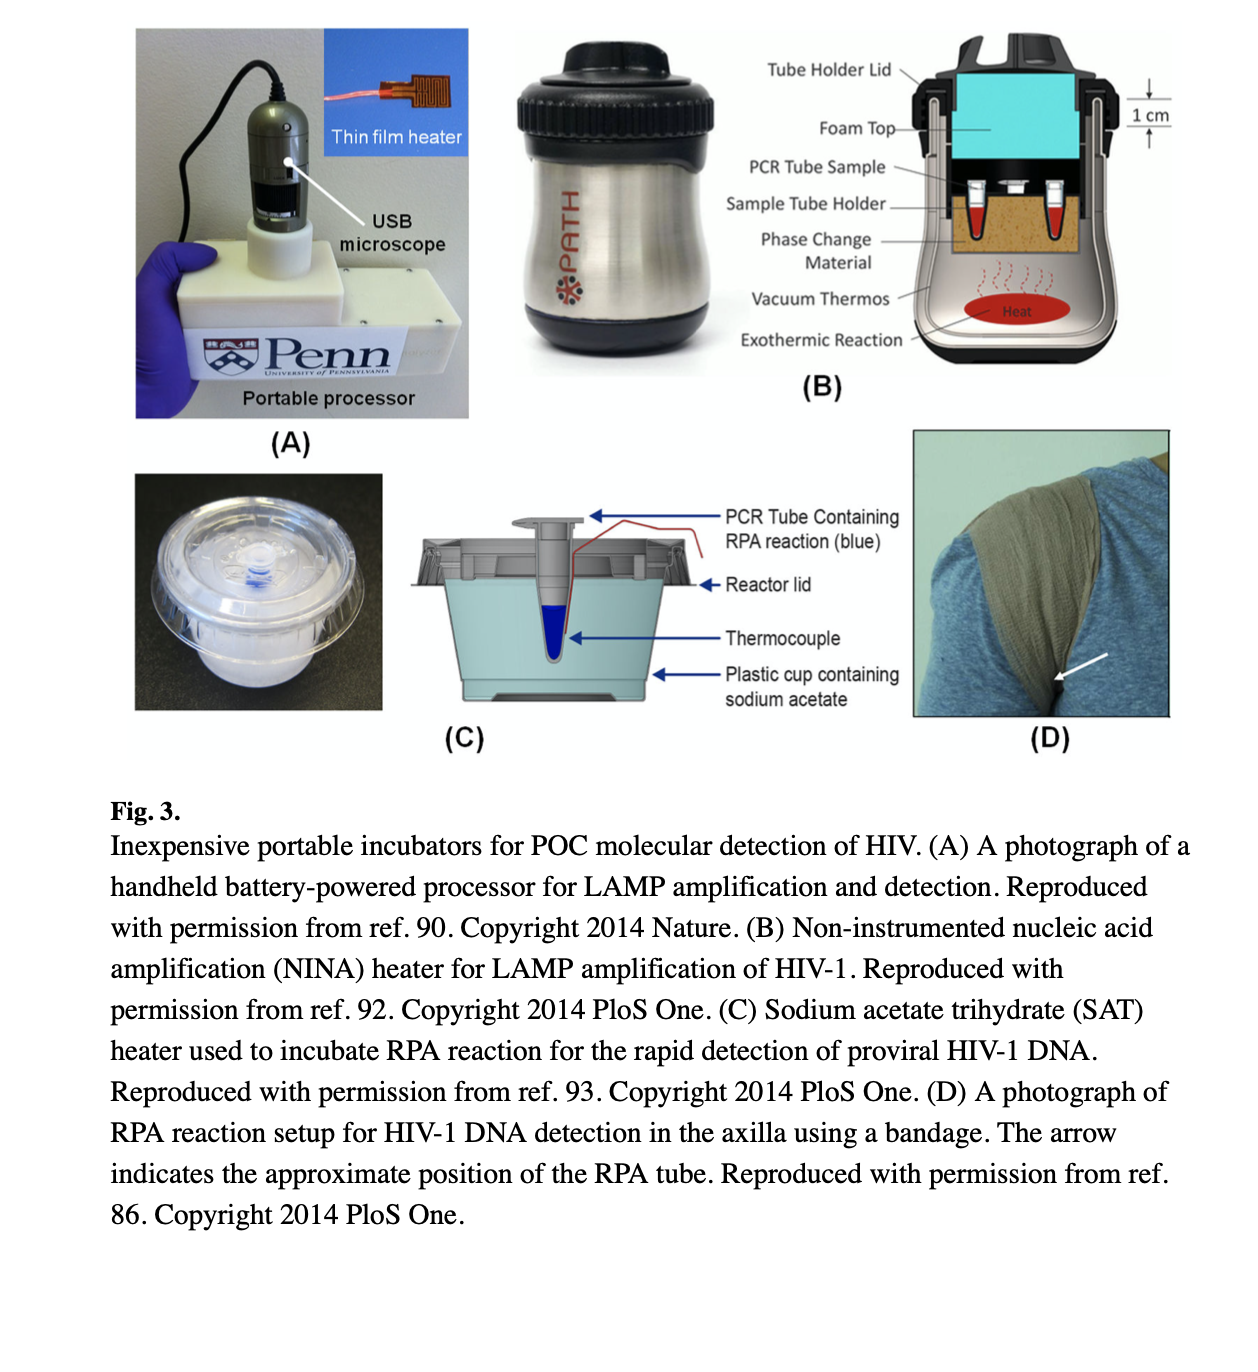 Thin film heater
USB
microscope
Penn
UNIVERSITY of PENNSYLVANIA
Portable processor
(A)
PATH
Tube Holder Lid
Foam Top
PCR Tube Sample
Sample Tube Holder
Phase Change
Material
Vacuum Thermos
Exothermic Reaction
Heat
1 cm
(B)
PCR Tube Containing
RPA reaction (blue)
Reactor lid
Thermocouple
Plastic cup containing
sodium acetate
(C)
(D)
Fig. 3.
Inexpensive portable incubators for POC molecular detection of HIV. (A) A photograph of a
handheld battery-powered processor for LAMP amplification and detection. Reproduced
with permission from ref. 90. Copyright 2014 Nature. (B) Non-instrumented nucleic acid
amplification (NINA) heater for LAMP amplification of HIV-1. Reproduced with
permission from ref. 92. Copyright 2014 PloS One. (C) Sodium acetate trihydrate (SAT)
heater used to incubate RPA reaction for the rapid detection of proviral HIV-1 DNA.
Reproduced with permission from ref. 93. Copyright 2014 PloS One. (D) A photograph of
RPA reaction setup for HIV-1 DNA detection in the axilla using a bandage. The arrow
indicates the approximate position of the RPA tube. Reproduced with permission from ref.
86. Copyright 2014 PloS One.